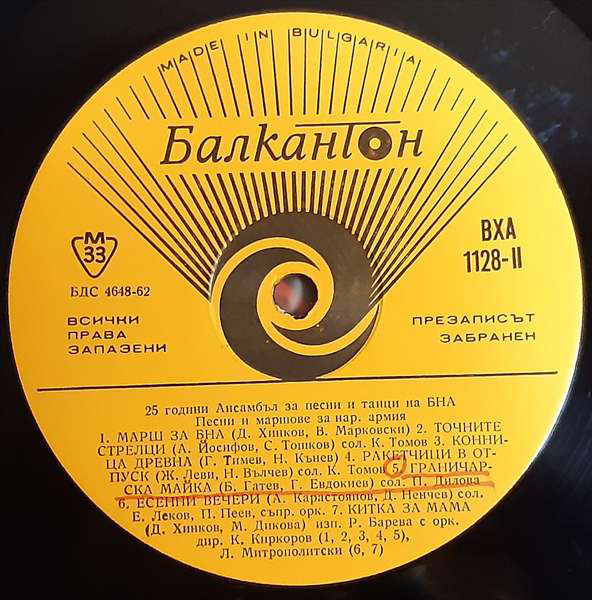 MADE IN BULGARIA
Балкантон
М
33
БДС 4648-62
ВСИЧКИ
ПРАВА
ЗАПАЗЕНИ
ВХА
1128-II
ПРЕЗАПИСЪТ
ЗАБРАНЕН
25 години Ансамбъл за песни и танци на БНА
Песни и маршове за нар. армия
1. МАРШ ЗА БНА (Д. Хинков, В. Марковски) 2. ТОЧНИТЕ
СТРЕЛЦИ (А. Йосифов, С. Тошков) сол. К. Томов 3. КОННИ-
ЦА ДРЕВНА (Г. Тимев, Н. Кънев) 4. РАКЕТЧИЦИ В ОТ-
ПУСК (Ж. Леви, Н. Вълчев) сол. К. Томов 5. ГРАНИЧАР-
СКА МАЙКА (Б. Гатев, Г. Евдокиев) сол. П. Дилова
6. ЕСЕННИ ВЕЧЕРИ (А. Карастоянов, Д. Ненчев) сол.
Е. Леков, П. Пеев, съпр. орк. 7. КИТКА ЗА МАМА
(Д. Хинков, М. Дикова) изп. Р. Барева с орк.
дир. К. Киркоров (1, 2, 3, 4, 5),
Л. Митрополитски (6, 7)